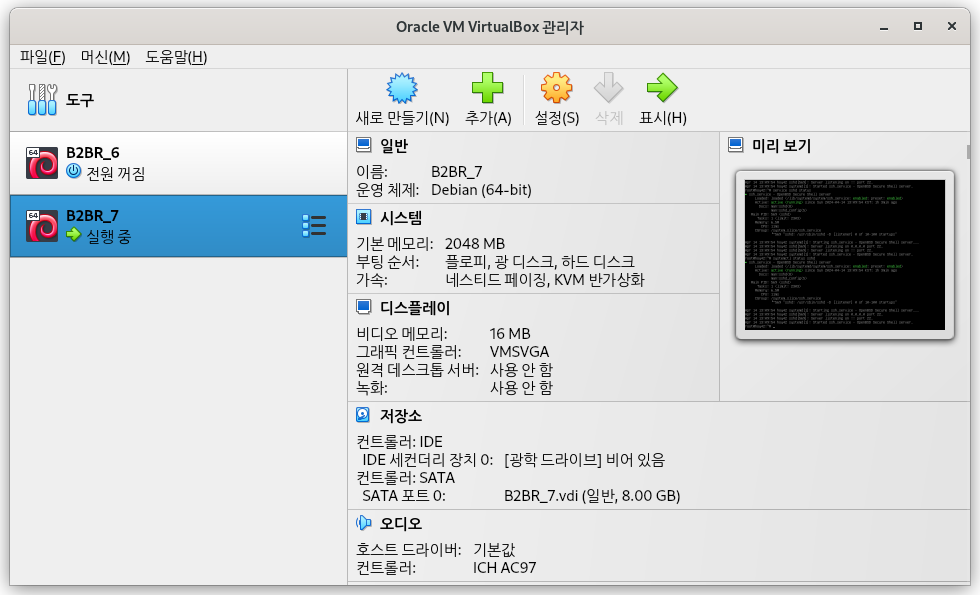 Oracle VM VirtualBox 관리자
파일(F) 머신(M) 도움말(H)
도구
새로 만들기(N) 추가(A) 설정(S) 삭제 표시(H)
64
B2BR_6
전원 꺼짐
64
B2BR_7
실행 중
일반
이름: B2BR_7
운영 체제: Debian (64-bit)
시스템
기본 메모리: 2048 MB
부팅 순서: 플로피, 광 디스크, 하드 디스크
가속: 네스티드 페이징, KVM 반가상화
디스플레이
비디오 메모리: 16 MB
그래픽 컨트롤러: VMSVGA
원격 데스크톱 서버: 사용 안 함
녹화: 사용 안 함
미리 보기
저장소
컨트롤러: IDE
IDE 세컨더리 장치 0: [광학 드라이브] 비어 있음
컨트롤러: SATA
SATA 포트 0: B2BR_7.vdi (일반, 8.00 GB)
오디오
호스트 드라이버: 기본값
컨트롤러: ICH AC97